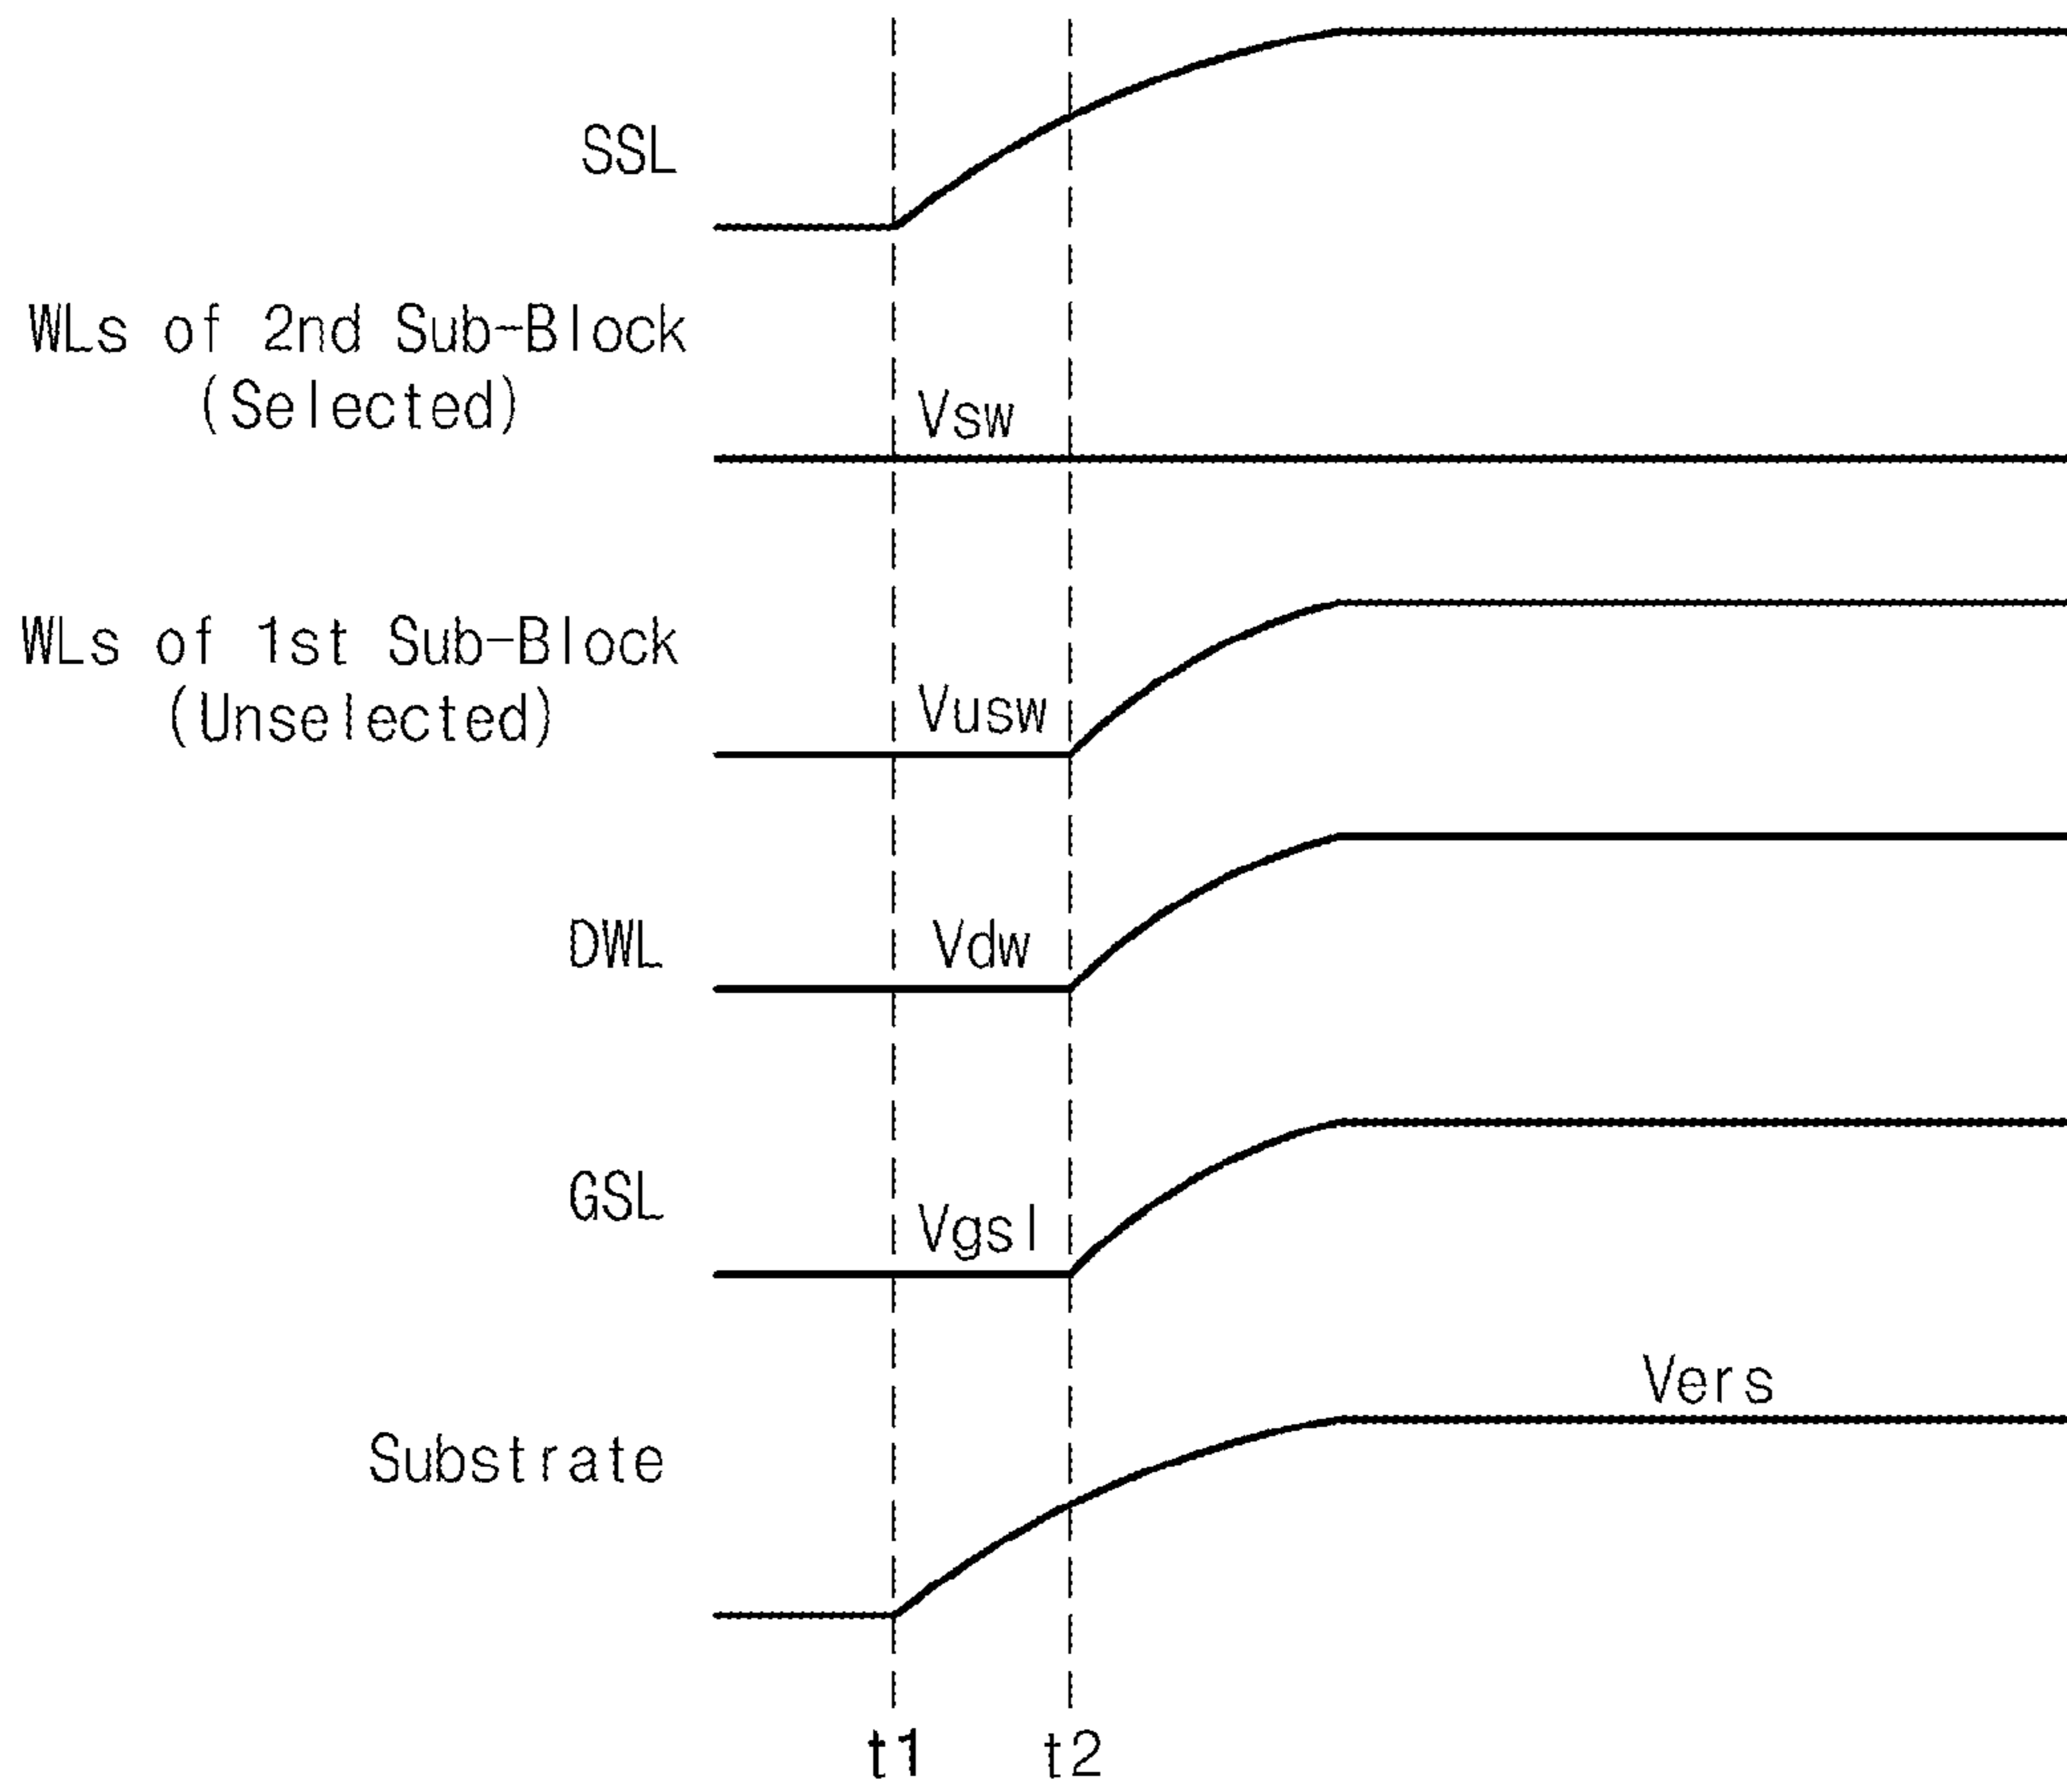 SSL
WLs of 2nd Sub-Block
(Selected)
Vsw
WLs of 1st Sub-Block
(Unselected)
Vusw
DWL
Vdw
GSL
Vgsl
Vers
Substrate
t1
t2